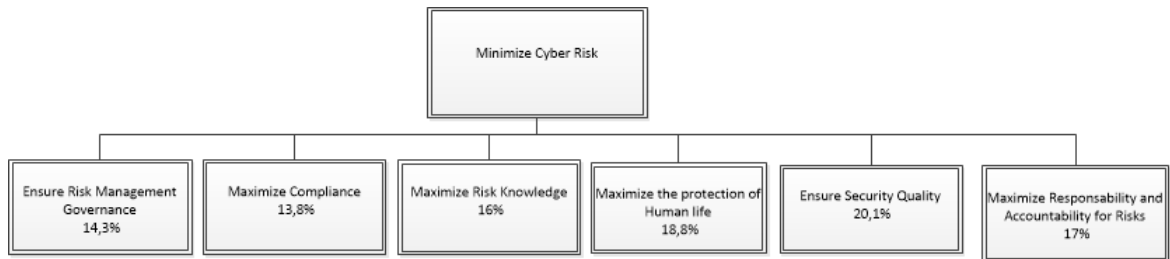 Minimize Cyber Risk
Ensure Risk Management
Governance
14,3%
Maximize Compliance
13,8%
Maximize Risk Knowledge
16%
Maximize the protection of
Human life
18,8%
Ensure Security Quality
20,1%
Maximize Responsability and
Accountability for Risks
17%